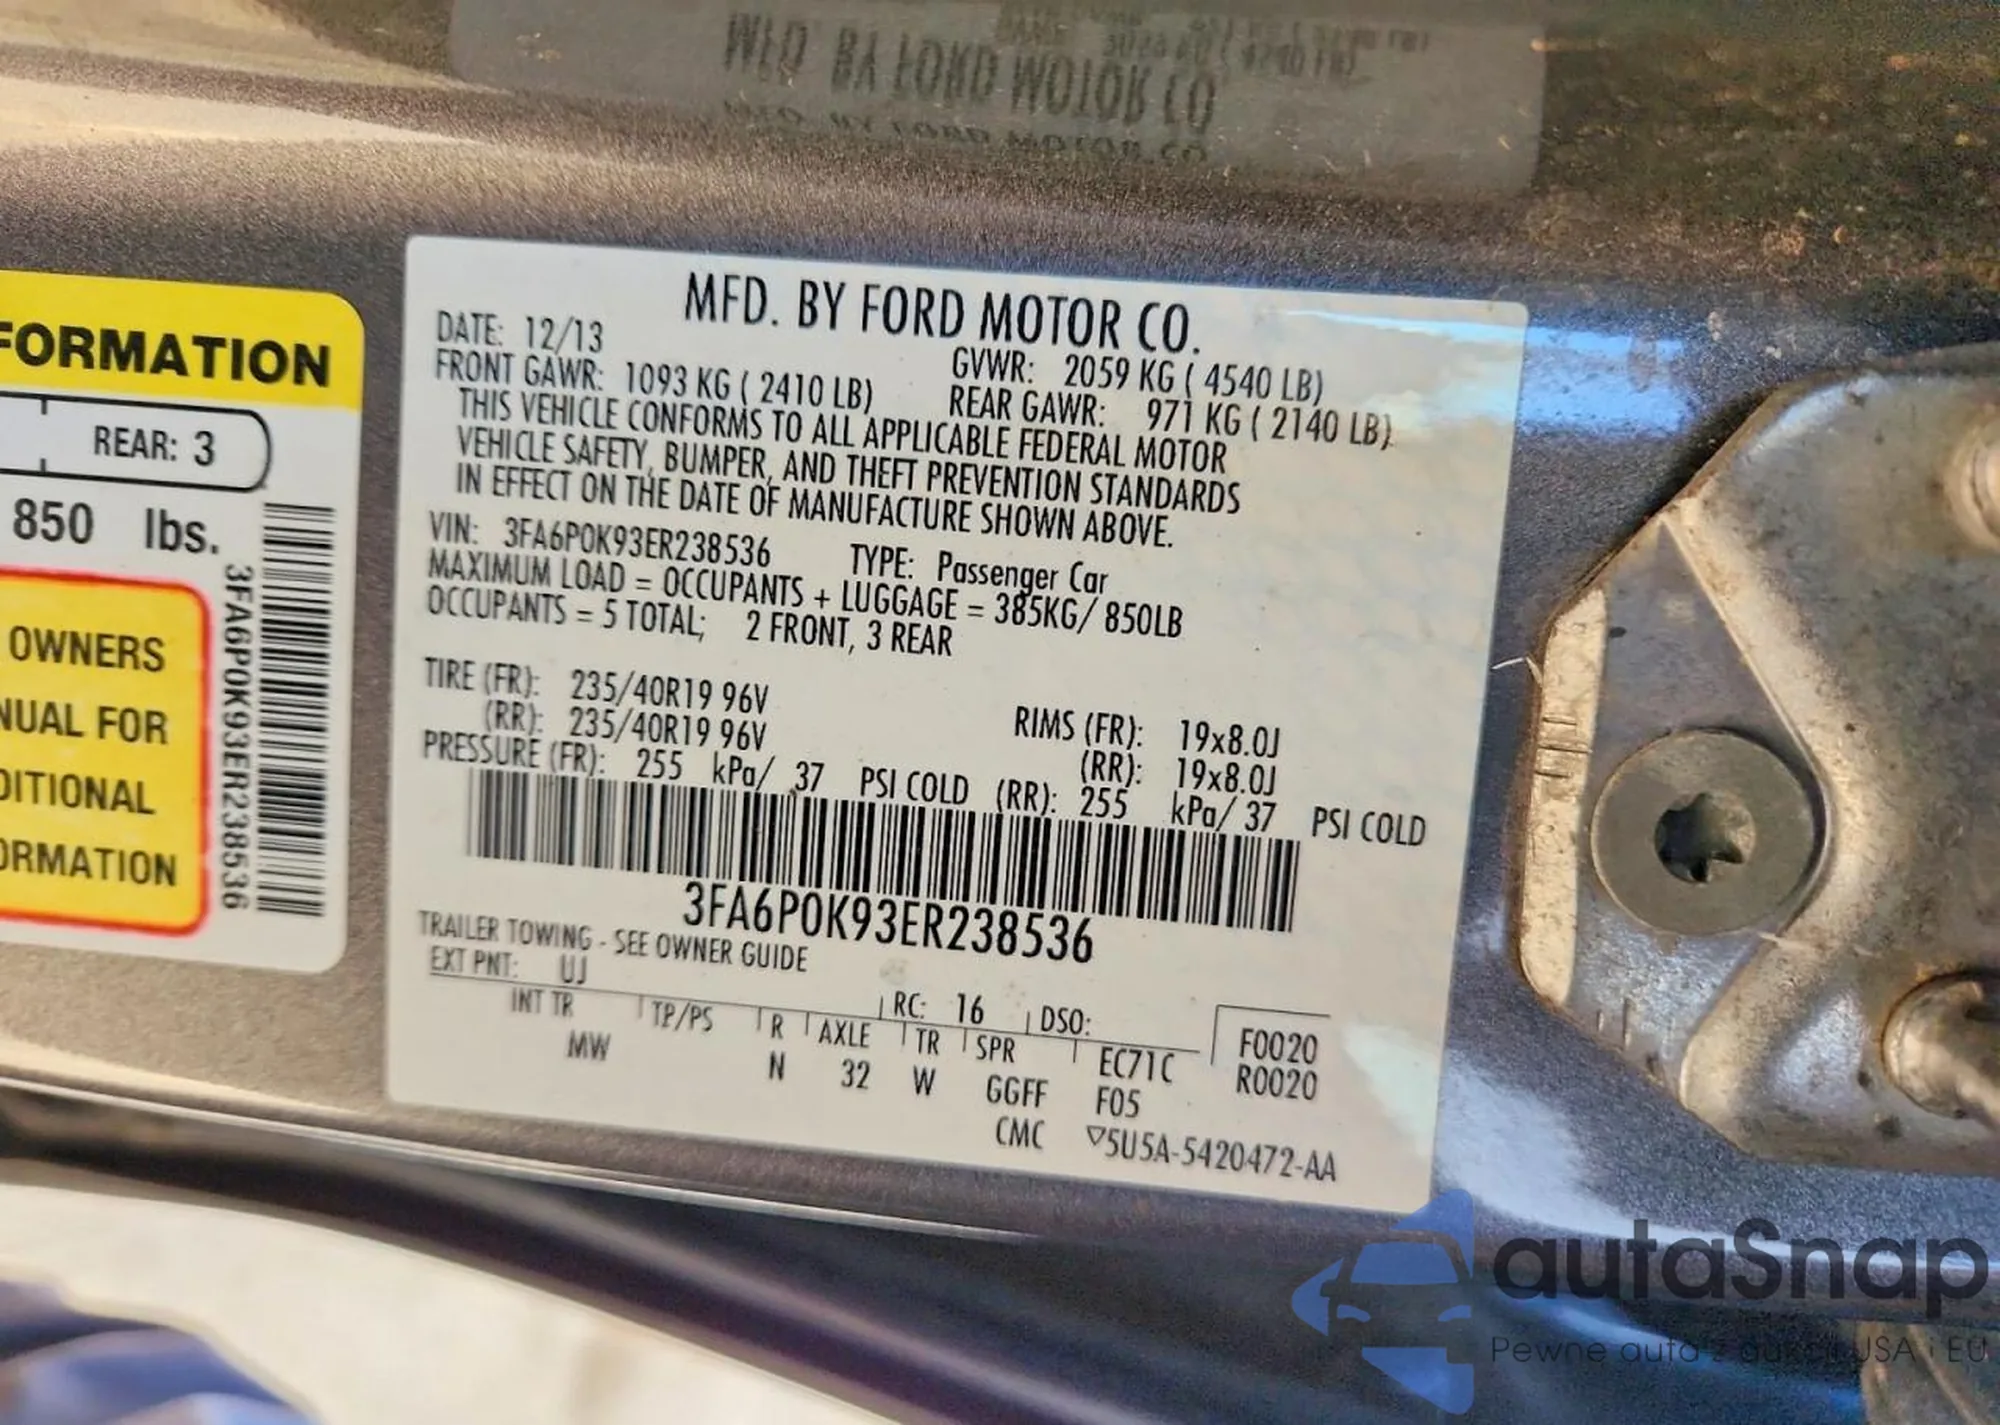 MFD. BY FORD MOTOR CO.
DATE: 12/13
GVWR: 2059 KG ( 4540 LB)
FRONT GAWR: 1093 KG ( 2410 LB)
REAR GAWR: 971 KG ( 2140 LB)
THIS VEHICLE CONFORMS TO ALL APPLICABLE FEDERAL MOTOR
VEHICLE SAFETY, BUMPER, AND THEFT PREVENTION STANDARDS
IN EFFECT ON THE DATE OF MANUFACTURE SHOWN ABOVE.
VIN: 3FA6P0K93ER238536 TYPE: Passenger Car
MAXIMUM LOAD = OCCUPANTS + LUGGAGE = 385KG/ 850LB
OCCUPANTS = 5 TOTAL; 2 FRONT, 3 REAR
TIRE (FR): 235/40R19 96V RIMS (FR): 19x8.0J
(RR): 235/40R19 96V (RR): 19x8.0J
PRESSURE (FR): 255 kPa/ 37 PSI COLD (RR): 255 kPa/ 37 PSI COLD
3FA6P0K93ER238536
TRAILER TOWING - SEE OWNER GUIDE
EXT PNT: UJ RC: 16 DSO:
INT TR TP/PS R AXLE TR SPR EC71C F0020
MW N 32 W GGFF F05 R0020
CMC ▽5U5A-5420472-AA
FORMATION
REAR: 3
850 lbs.
OWNERS
NUAL FOR
DITIONAL
ORMATION
3FA6P0K93ER238536
autaSnap
Pewne auta z aukcji USA i EU